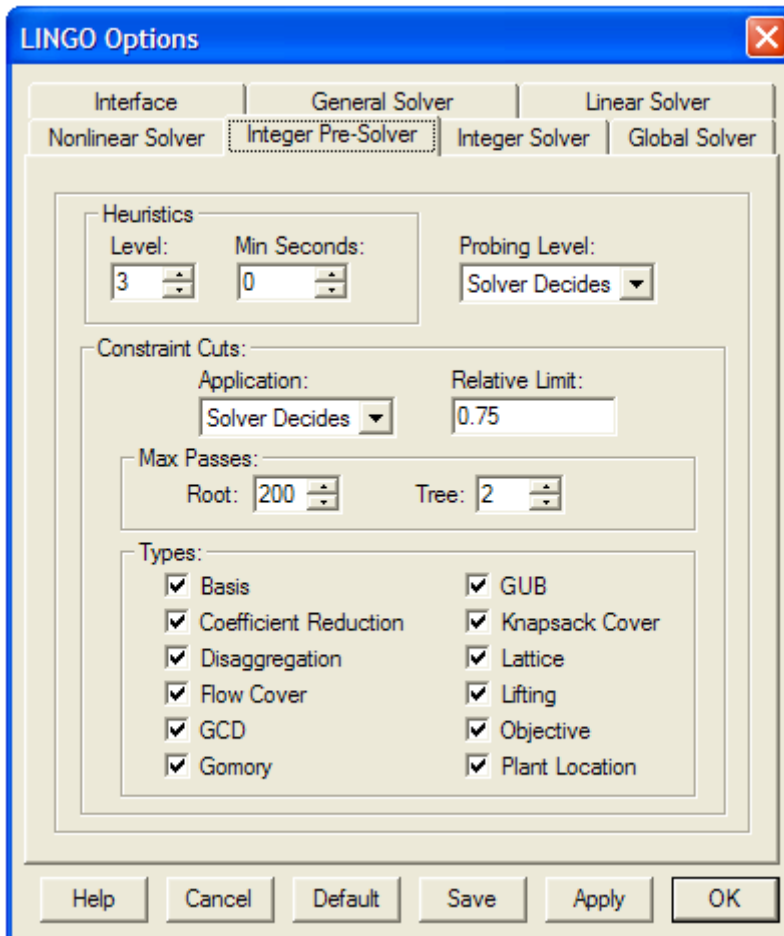 LINGO Options
Interface General Solver Linear Solver
Nonlinear Solver Integer Pre-Solver Integer Solver Global Solver
Heuristics
Level: Min Seconds: Probing Level:
3 0 Solver Decides
Constraint Cuts:
Application: Relative Limit:
Solver Decides 0.75
Max Passes:
Root: 200 Tree: 2
Types:
Basis GUB
Coefficient Reduction Knapsack Cover
Disaggregation Lattice
Flow Cover Lifting
GCD Objective
Gomory Plant Location
Help Cancel Default Save Apply OK